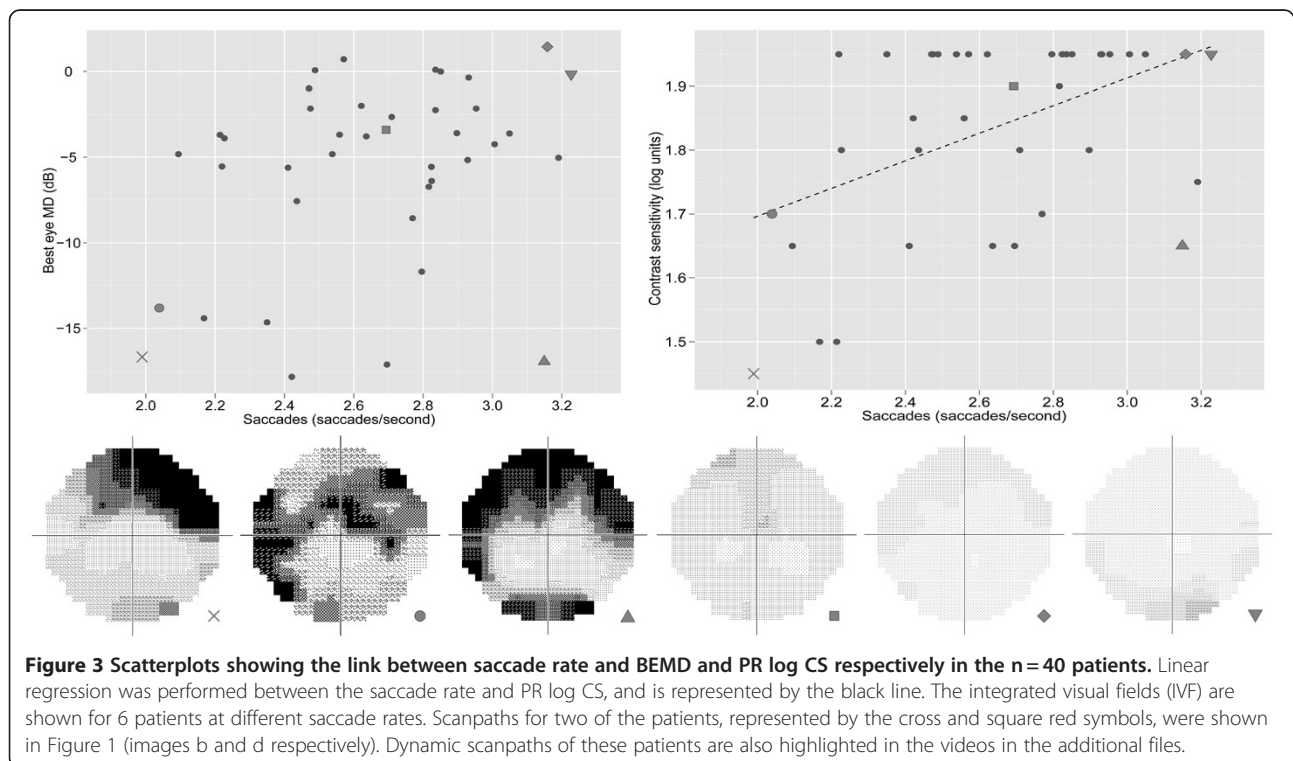 0
−5
−10
−15
Best eye MD (dB)
2.0 2.2 2.4 2.6 2.8 3.0 3.2
Saccades (saccades/second)
1.9
1.8
1.7
1.6
1.5
Contrast sensitivity (log units)
2.0 2.2 2.4 2.6 2.8 3.0 3.2
Saccades (saccades/second)
Figure 3 Scatterplots showing the link between saccade rate and BEMD and PR log CS respectively in the n = 40 patients. Linear
regression was performed between the saccade rate and PR log CS, and is represented by the black line. The integrated visual fields (IVF) are
shown for 6 patients at different saccade rates. Scanpaths for two of the patients, represented by the cross and square red symbols, were shown
in Figure 1 (images b and d respectively). Dynamic scanpaths of these patients are also highlighted in the videos in the additional files.